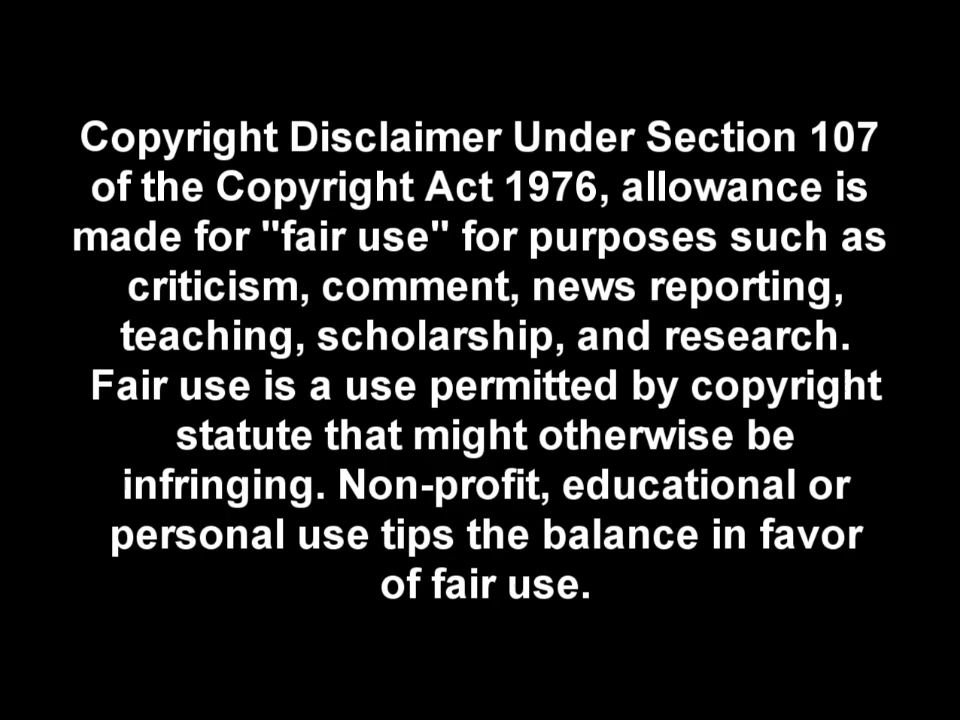 Copyright Disclaimer Under Section 107
of the Copyright Act 1976, allowance is
made for "fair use" for purposes such as
criticism, comment, news reporting,
teaching, scholarship, and research.
Fair use is a use permitted by copyright
statute that might otherwise be
infringing. Non-profit, educational or
personal use tips the balance in favor
of fair use.